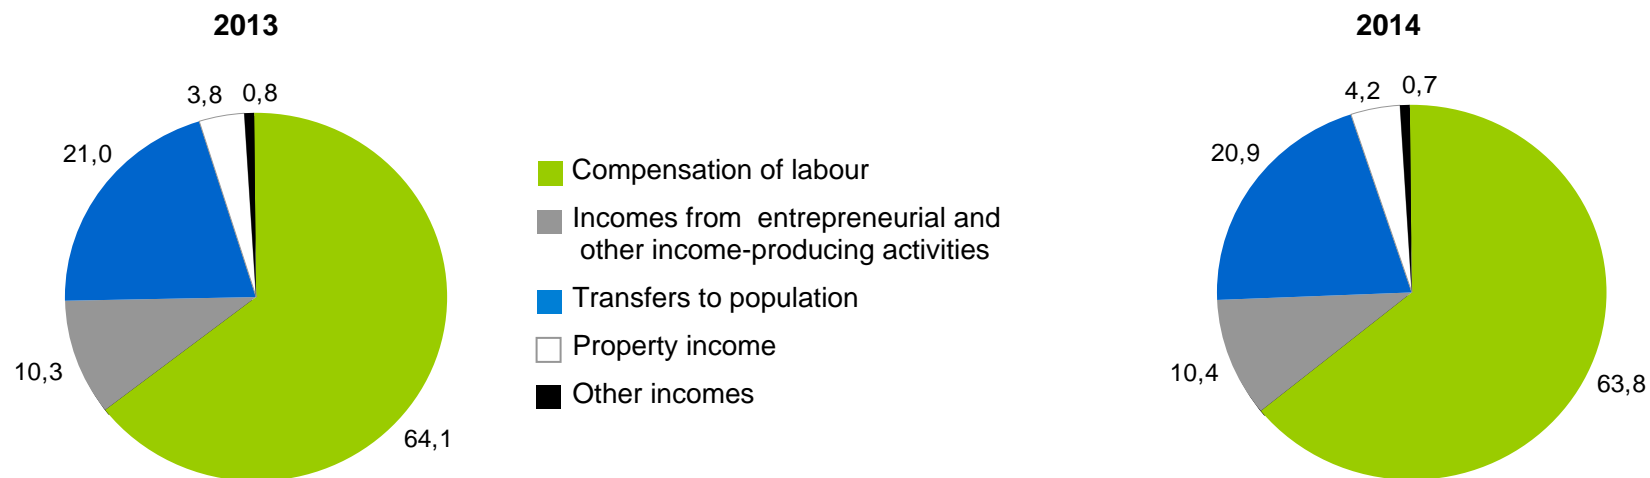 2013
2014
3,8
0,8
21,0
10,3
64,1
Compensation of labour
Incomes from entrepreneurial and
other income-producing activities
Transfers to population
Property income
Other incomes
4,2
0,7
20,9
10,4
63,8